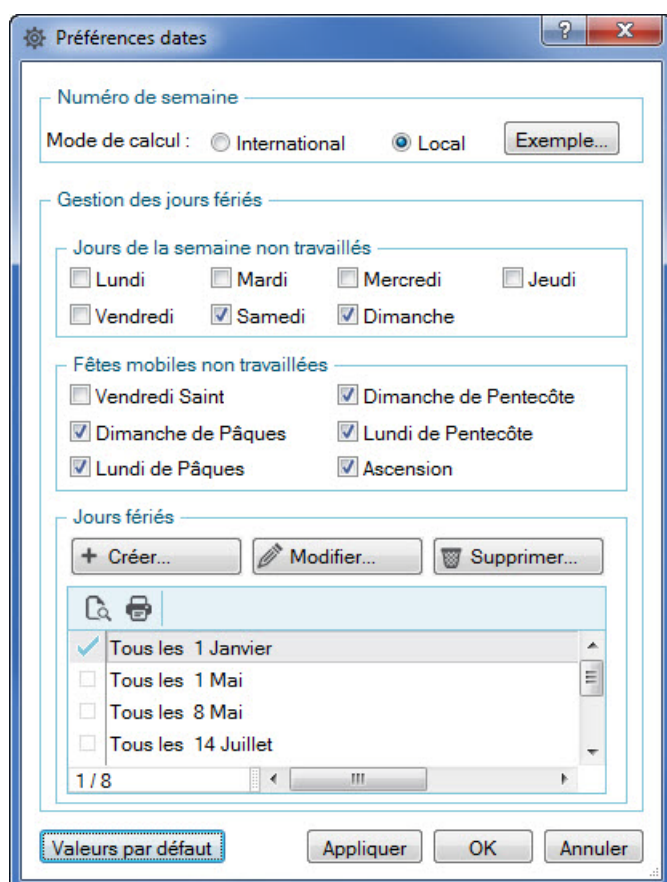 Préférences dates
Numéro de semaine
Mode de calcul : International Local Exemple...
Gestion des jours fériés
Jours de la semaine non travaillés
Lundi Mardi Mercredi Jeudi
Vendredi Samedi Dimanche
Fêtes mobiles non travaillées
Vendredi Saint Dimanche de Pentecôte
Dimanche de Pâques Lundi de Pentecôte
Lundi de Pâques Ascension
Jours fériés
+ Créer... Modifier... Supprimer...
Tous les 1 Janvier
Tous les 1 Mai
Tous les 8 Mai
Tous les 14 Juillet
1 / 8
Valeurs par défaut Appliquer OK Annuler